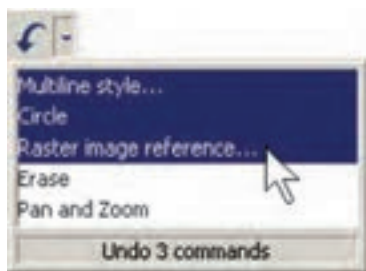 Multiline style...
Circle
Raster image reference...
Erase
Pan and Zoom
Undo 3 commands